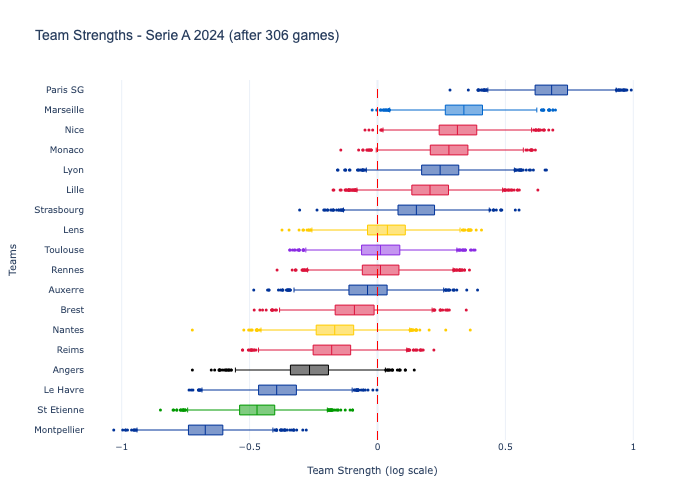 Team Strengths - Serie A 2024 (after 306 games)
Paris SG
Marseille
Nice
Monaco
Lyon
Lille
Strasbourg
Lens
Toulouse
Rennes
Auxerre
Brest
Nantes
Reims
Angers
Le Havre
St Etienne
Montpellier
Teams
−1
−0.5
0
0.5
1
Team Strength (log scale)